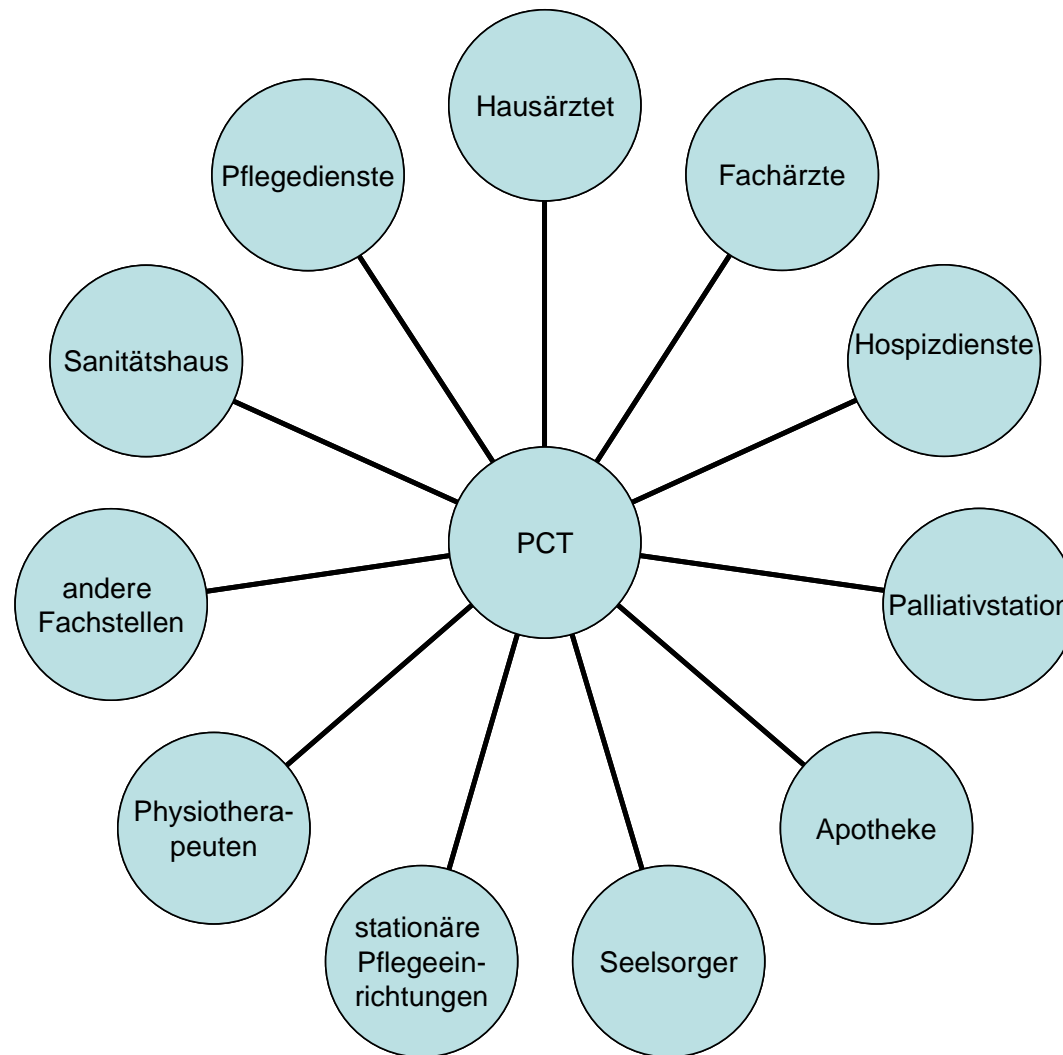 Hausärztet
Pflegedienste
Fachärzte
Sanitätshaus
Hospizdienste
PCT
andere
Fachstellen
Palliativstation
Physiothera-
peuten
Apotheke
stationäre
Pflegeein-
richtungen
Seelsorger